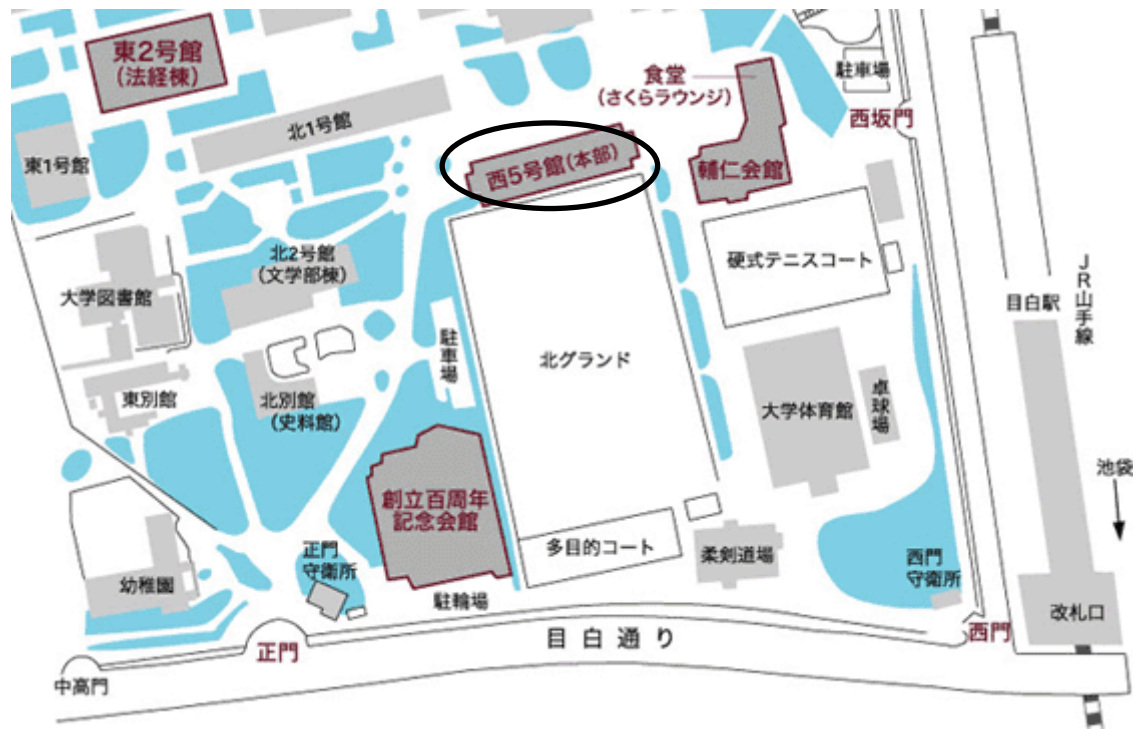 東2号館
(法経棟)
食堂
(さくらラウンジ)
駐車場
西坂門
北1号館
東1号館
西5号館(本部)
輔仁会館
北2号館
(文学部棟)
硬式テニスコート
大学図書館
JR山手線
目白駅
駐車場
北グランド
東別館
北別館
(史料館)
大学体育館
卓球場
池袋
創立百周年
記念会館
正門
守衛所
多目的コート
柔剣道場
西門
守衛所
幼稚園
駐輪場
改札口
目白通り
西門
正門
中高門